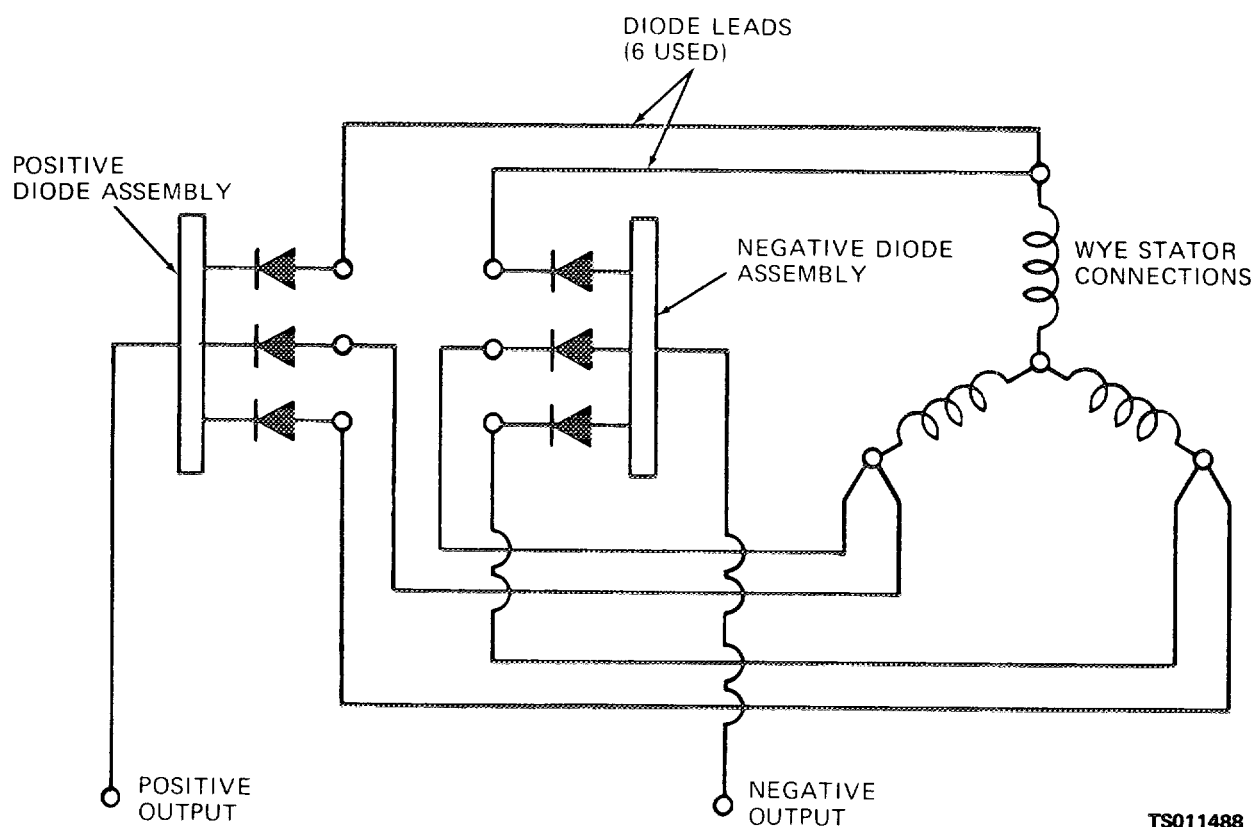 DIODE LEADS
(6 USED)
POSITIVE
DIODE ASSEMBLY
NEGATIVE DIODE
ASSEMBLY
WYE STATOR
CONNECTIONS
POSITIVE
OUTPUT
NEGATIVE
OUTPUT
TS011488